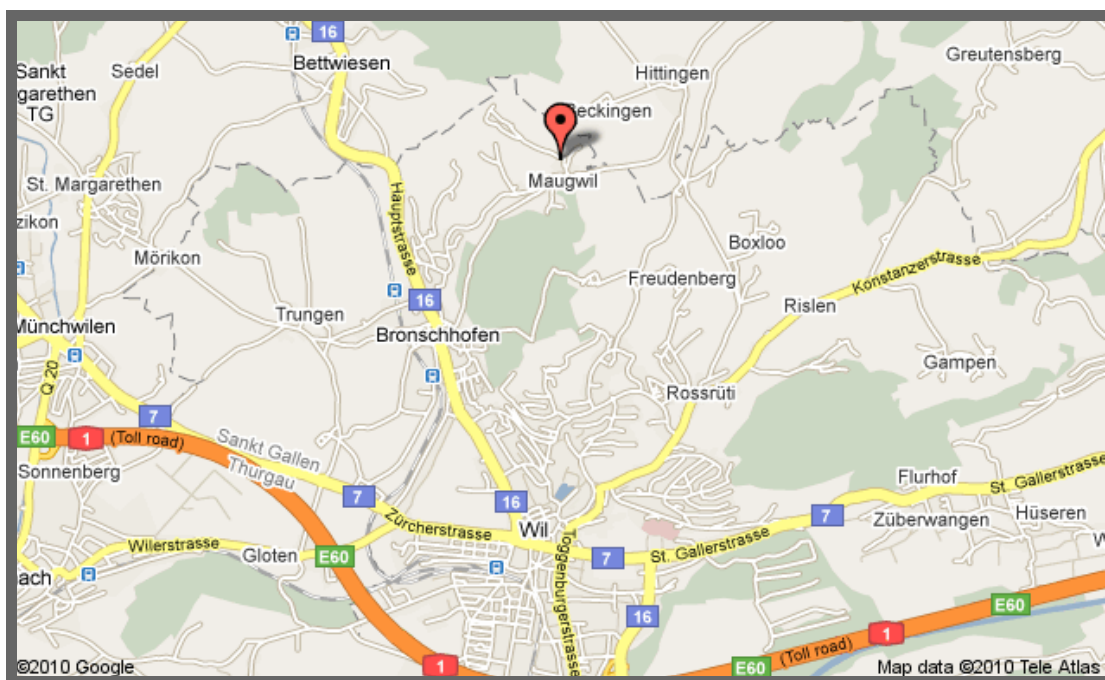 16
Bettwiesen
Greutensberg
Sankt
garethen
TG
Sedel
Hittingen
Beckingen
St. Margarethen
Maugwil
zikon
Hauptstrasse
Mörikon
Boxloo
Freudenberg
Konstanzerstrasse
16
Trungen
Rislen
Münchwilen
Bronschhofen
Gampen
Q 20
Rossrüti
7
E60
1
(Toll road)
Sankt Gallen
Thurgau
Sonnenberg
Flurhof
St. Gallerstrasse
7
16
Zürcherstrasse
Wil
7
Züberwangen
Hüseren
W
Wilerstrasse
Gloten
E60
7
St. Gallerstrasse
Toggenburgerstrasse
ach
16
E60
1
(Toll road)
1
E60
©2010 Google
Map data ©2010 Tele Atlas